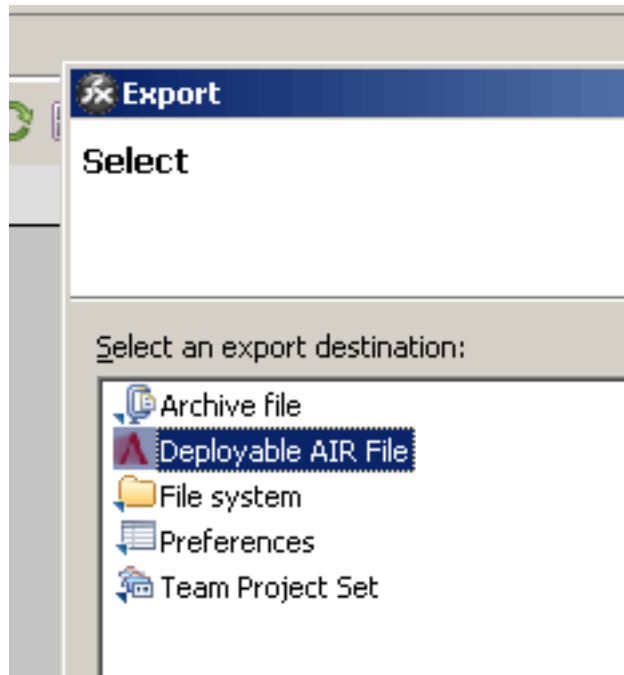 Export
Select
Select an export destination:
Archive file
Deployable AIR File
File system
Preferences
Team Project Set